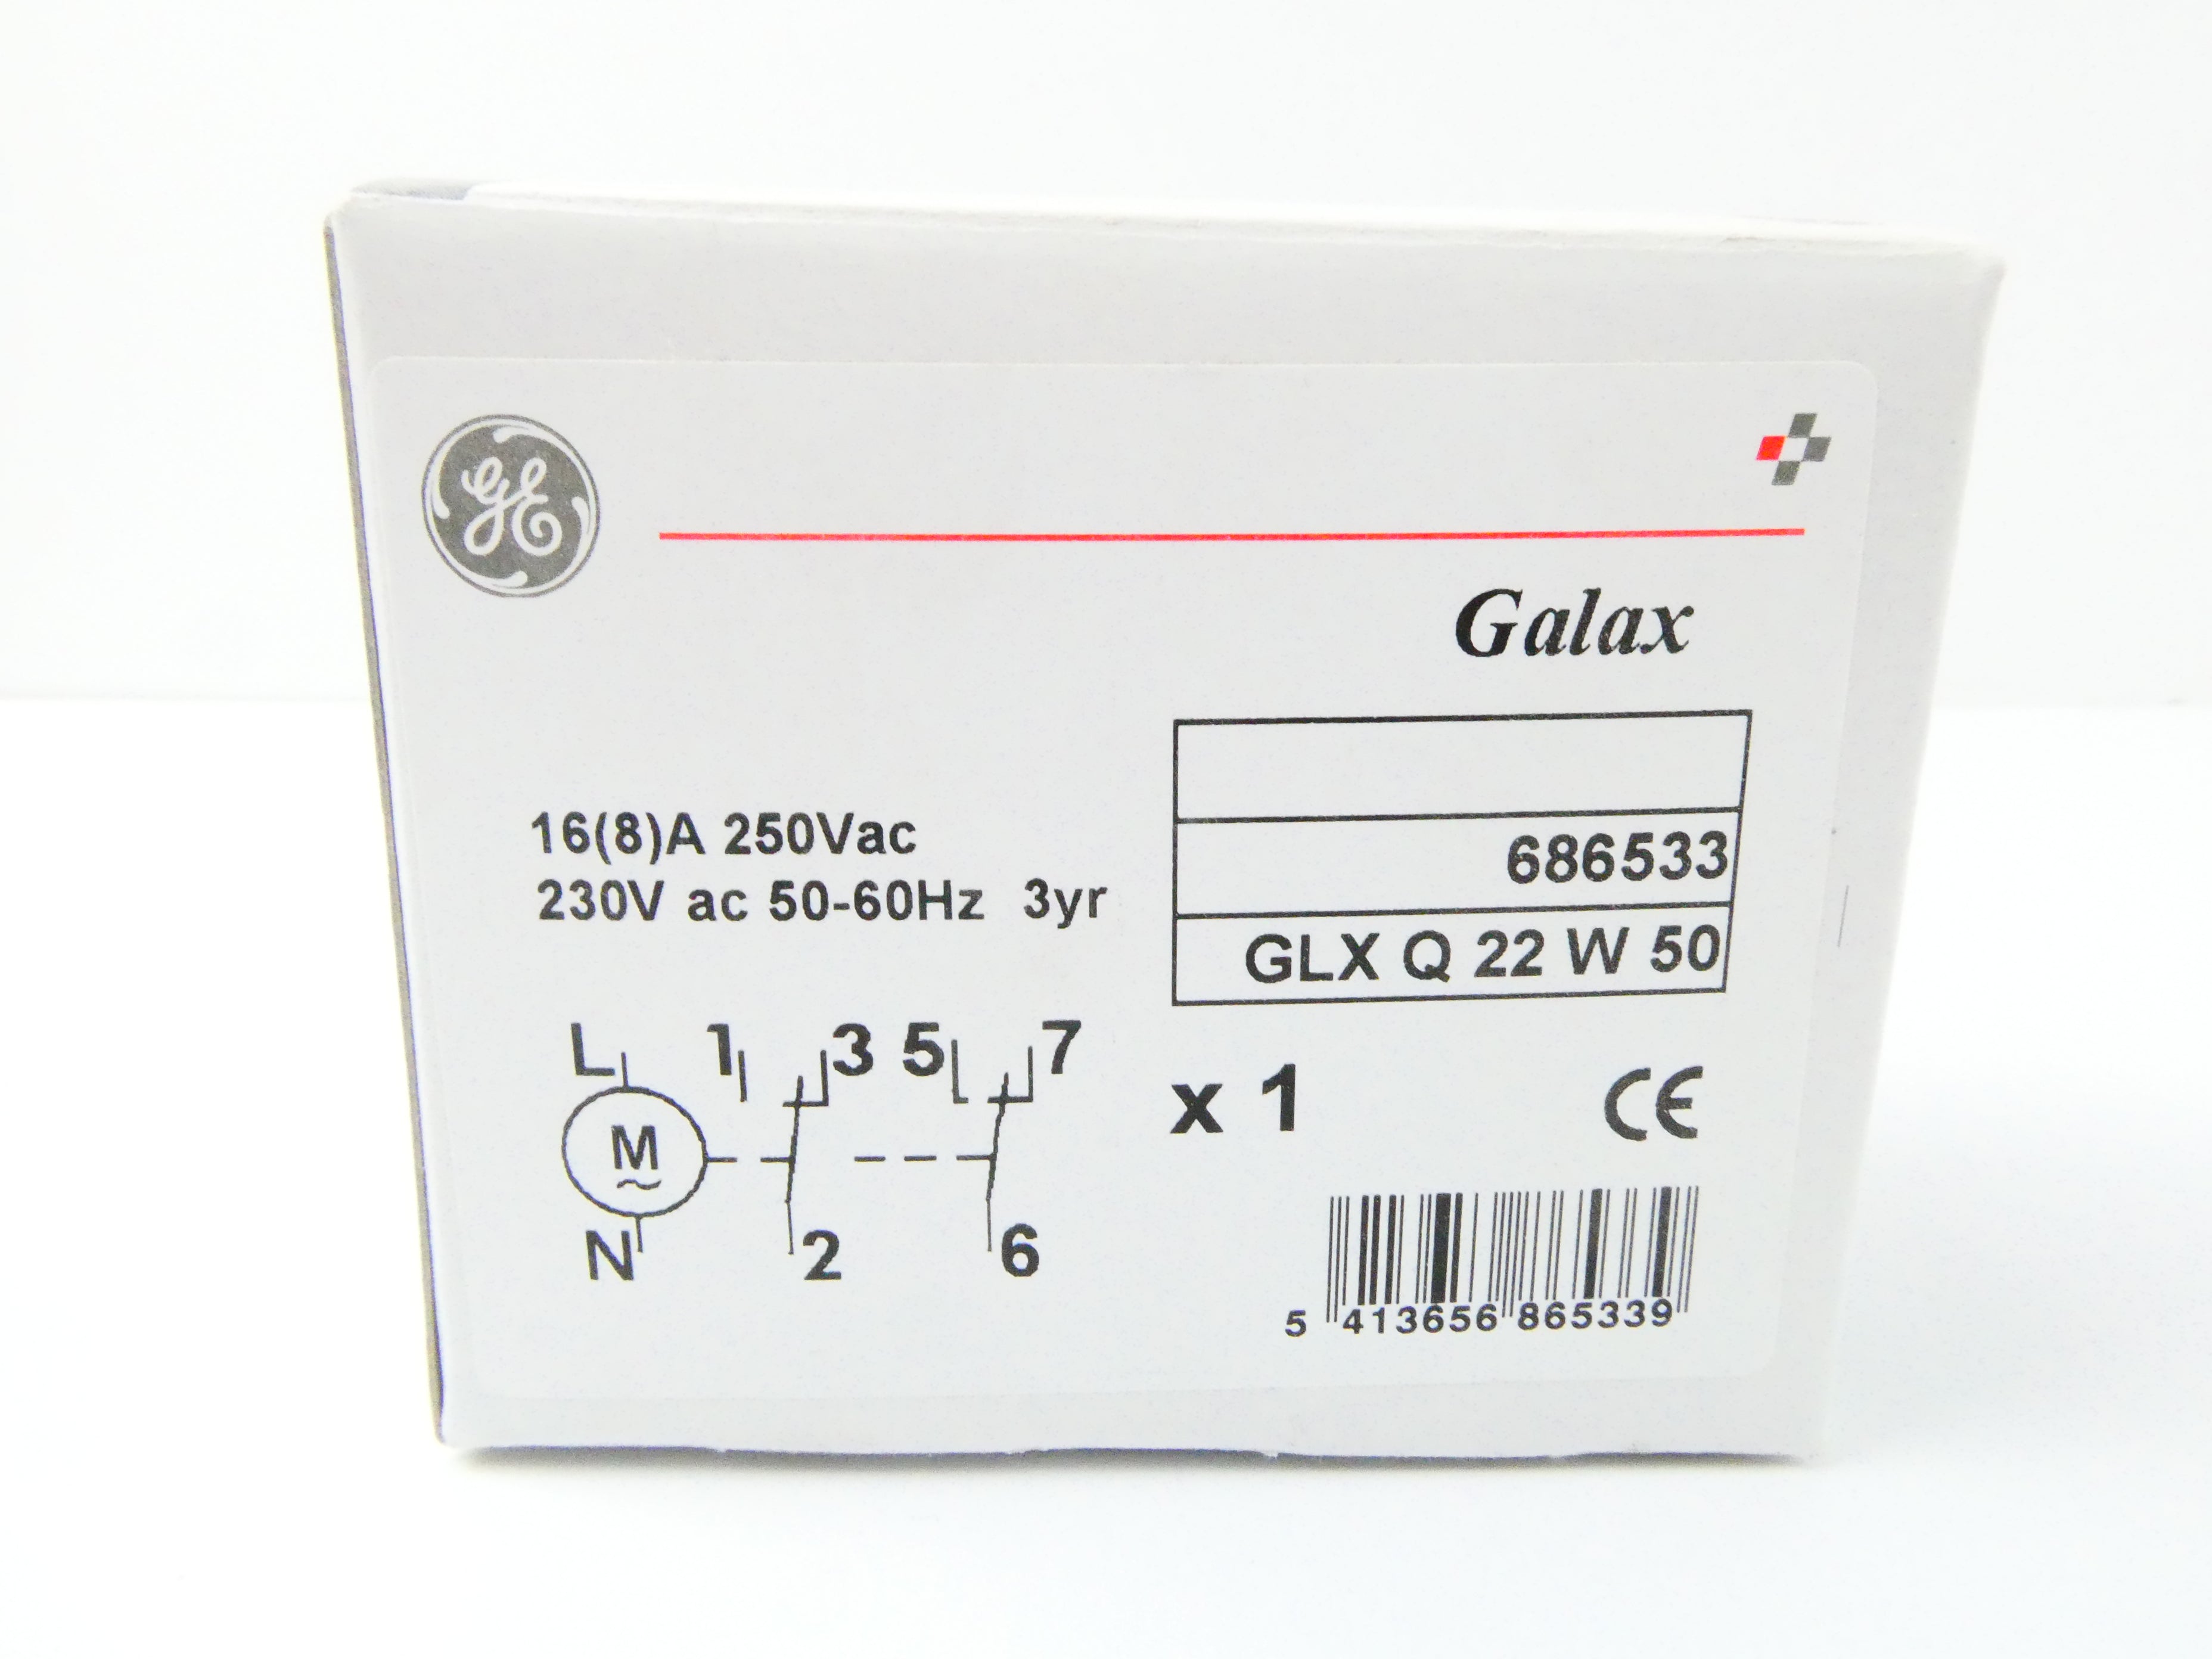 GE
Galax
16(8)A 250Vac
230V ac 50-60Hz 3yr
686533
GLX Q 22 W 50
L 1 3 5 7
M
~
N 2 6
x 1
CE
5 413656 865339